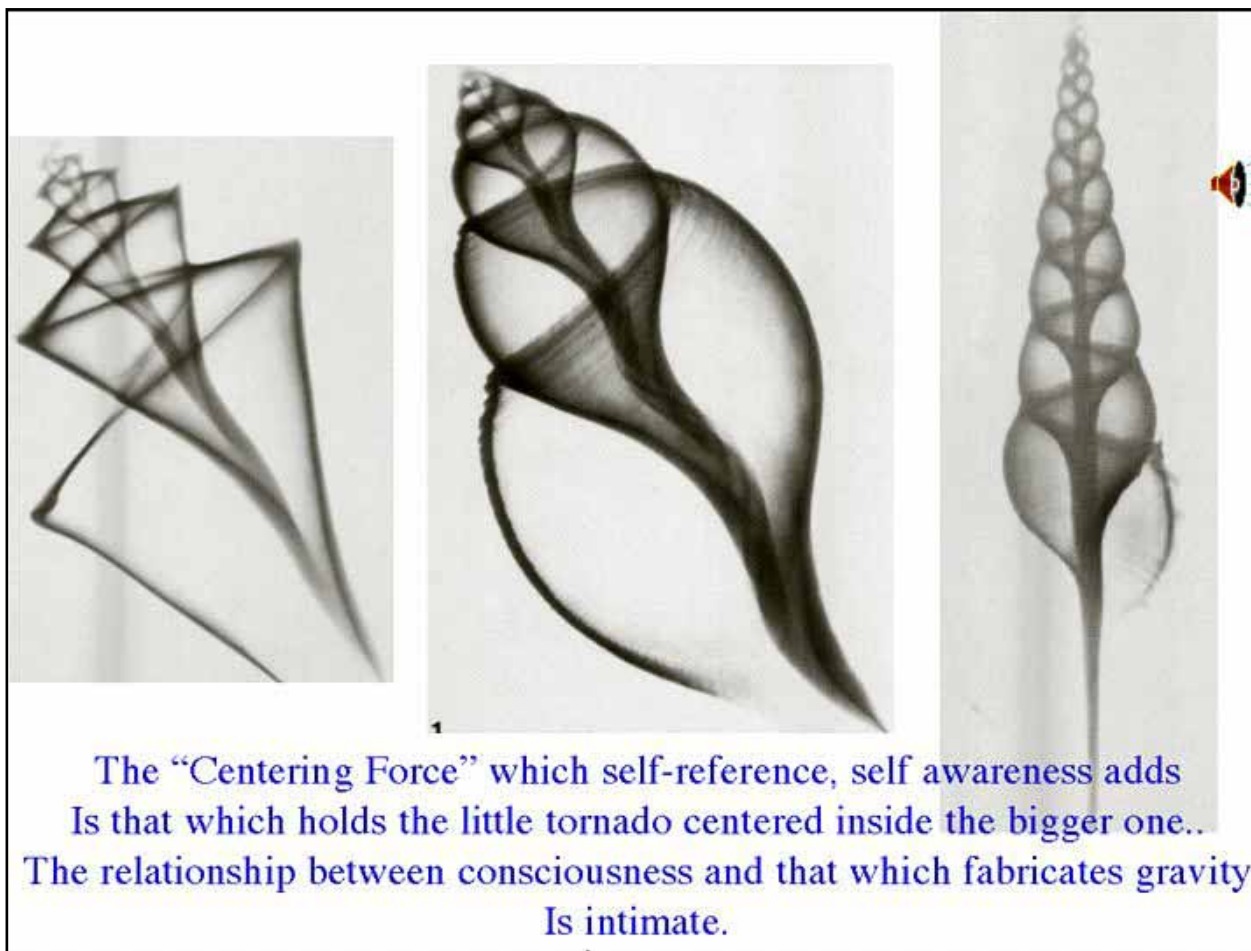 1
The “Centering Force” which self-reference, self awareness adds
Is that which holds the little tornado centered inside the bigger one..
The relationship between consciousness and that which fabricates gravity
Is intimate.